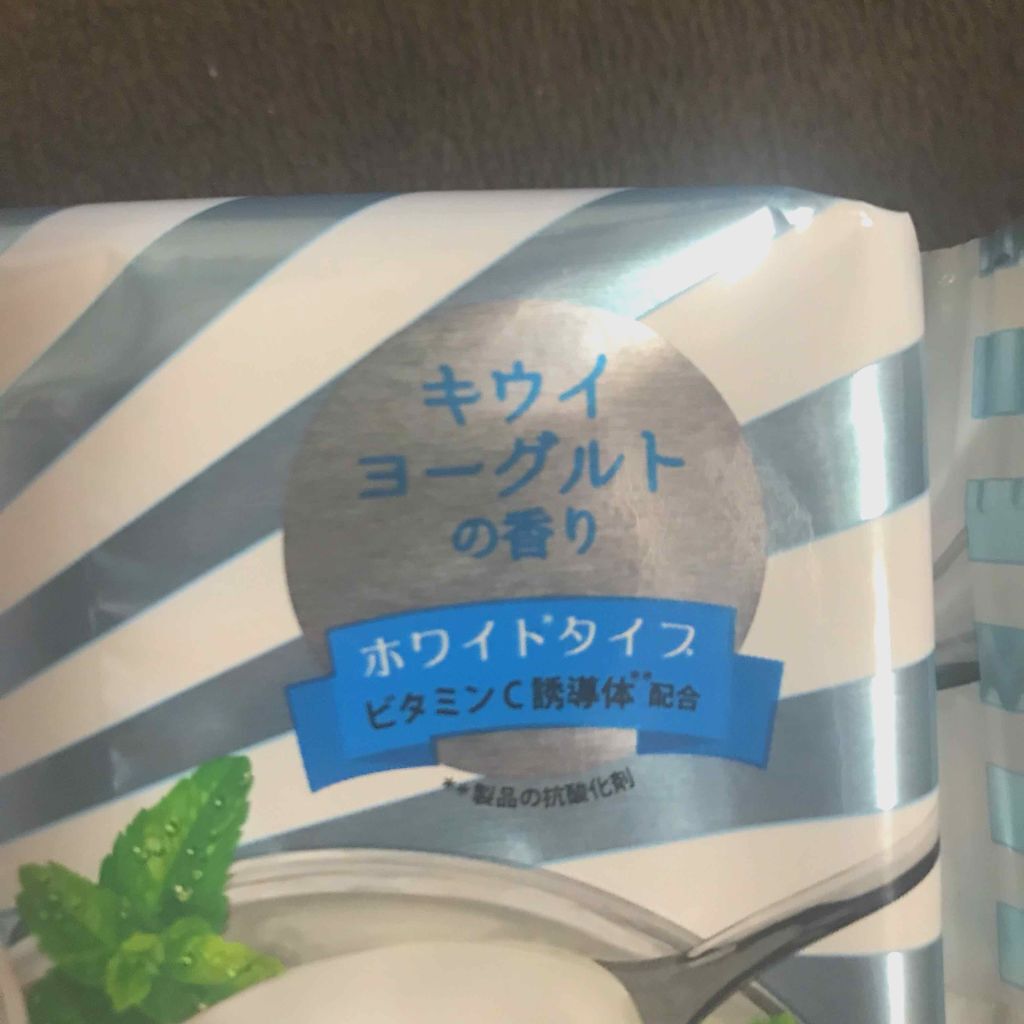 キウイ
ヨーグルト
の香り
ホワイト*タイプ
ビタミンC誘導体**配合
**製品の抗酸化剤